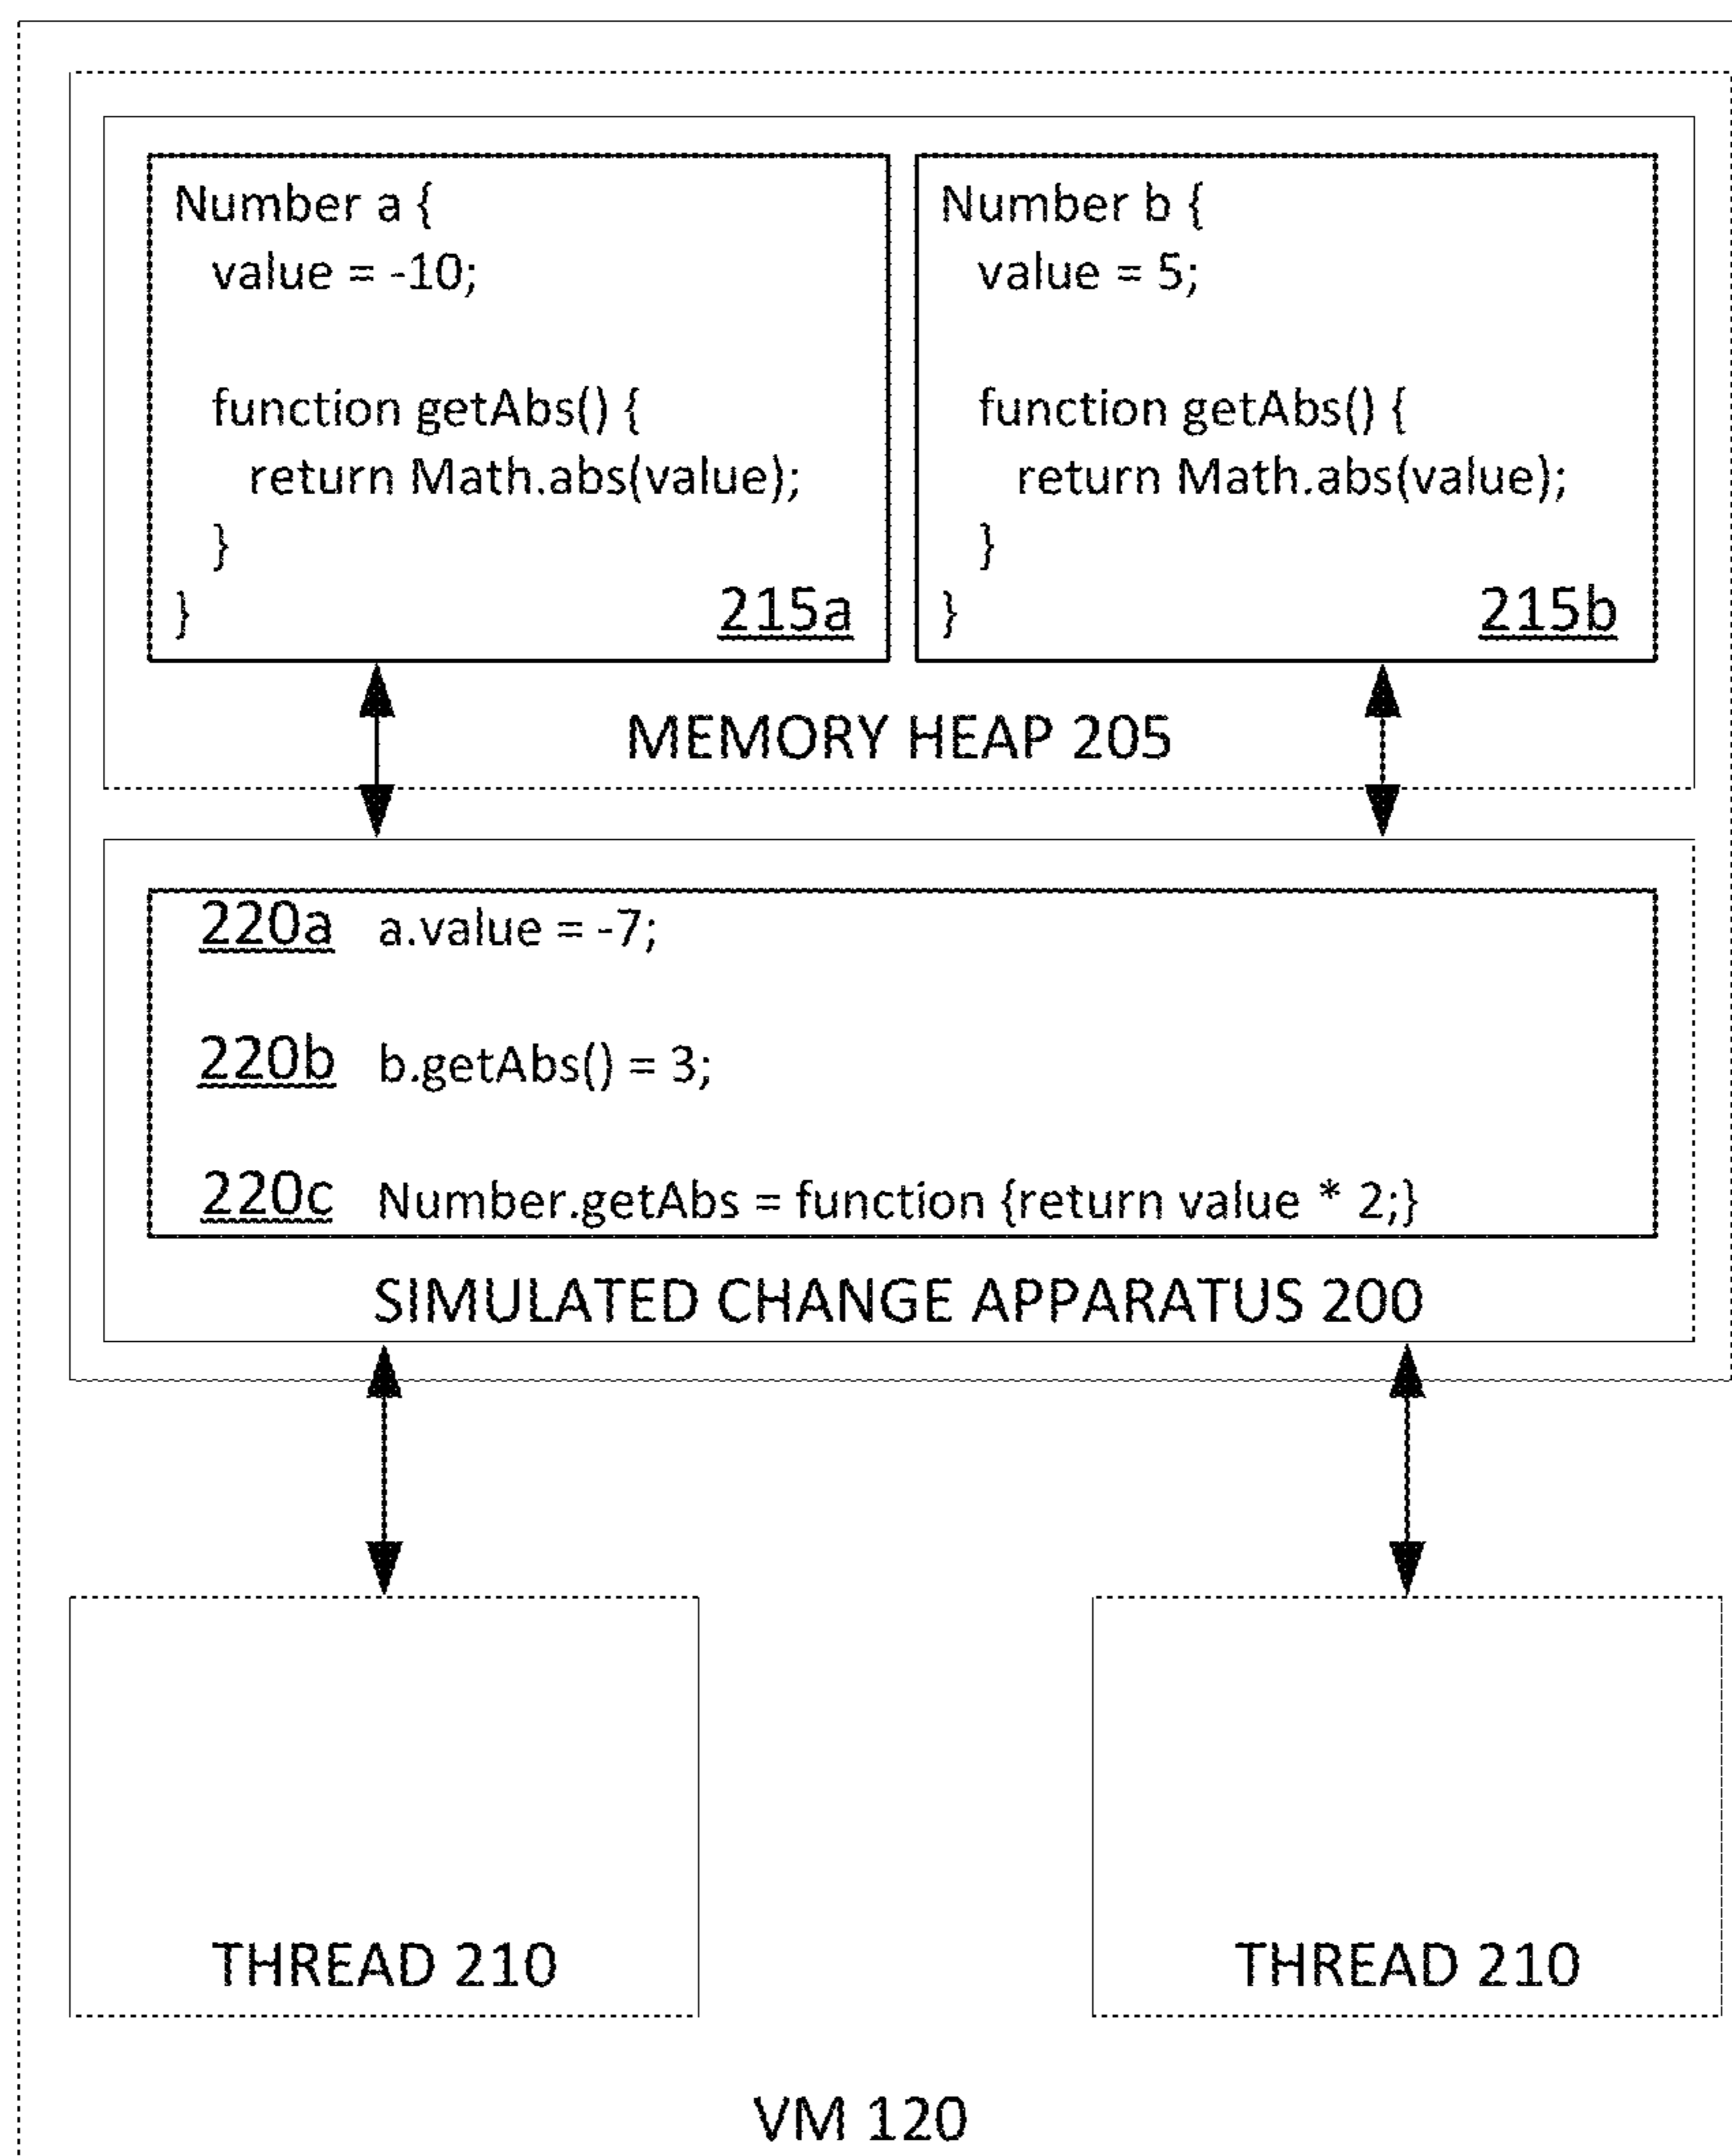 Number a {
value = -10;
function getAbs() {
return Math.abs(value);
}
}
215a
Number b {
value = 5;
function getAbs() {
return Math.abs(value);
}
}
215b
MEMORY HEAP 205
220a a.value = -7;
220b b.getAbs() = 3;
220c Number.getAbs = function {return value * 2;}
SIMULATED CHANGE APPARATUS 200
THREAD 210
THREAD 210
VM 120